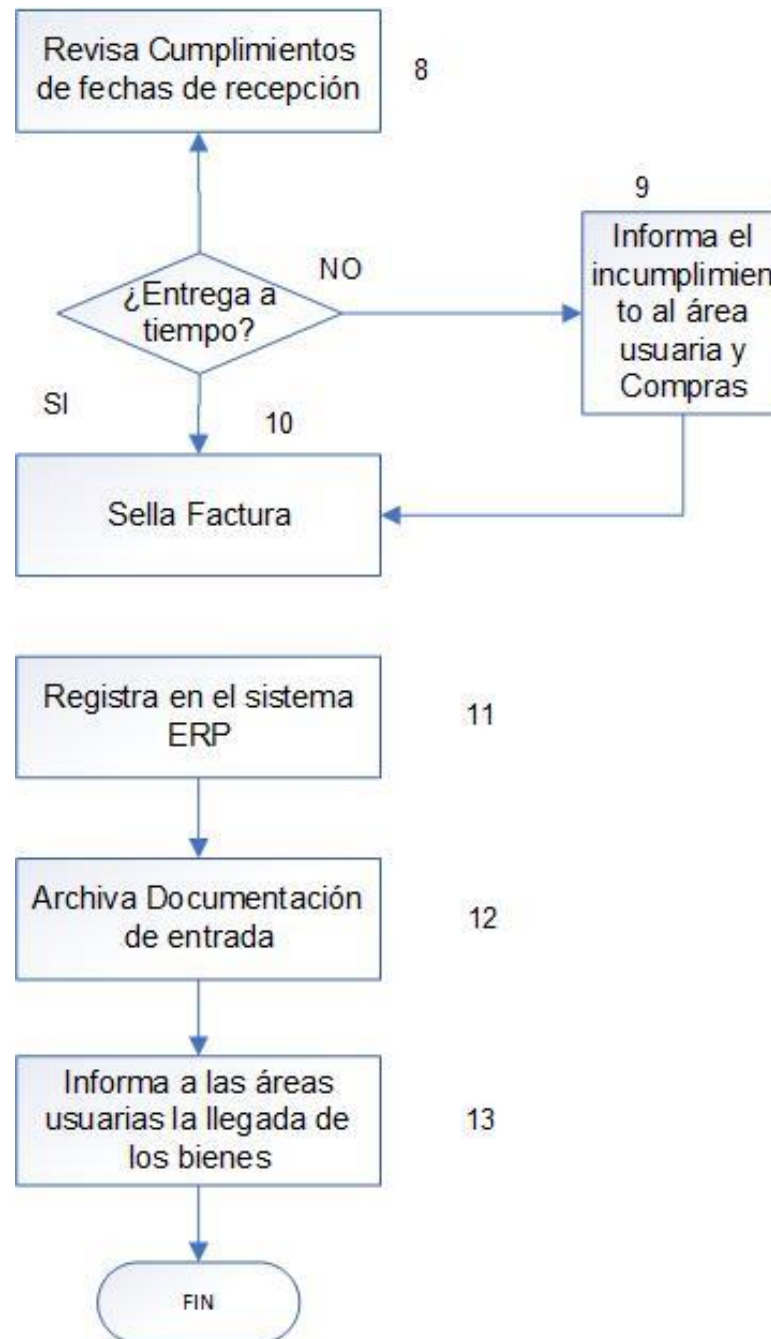 Revisa Cumplimientos
de fechas de recepción
8
9
¿Entrega a
tiempo?
NO
Informa el
incumplimien
to al área
usuaria y
Compras
SI
10
Sella Factura
Registra en el sistema
ERP
11
Archiva Documentación
de entrada
12
Informa a las áreas
usuarias la llegada de
los bienes
13
FIN